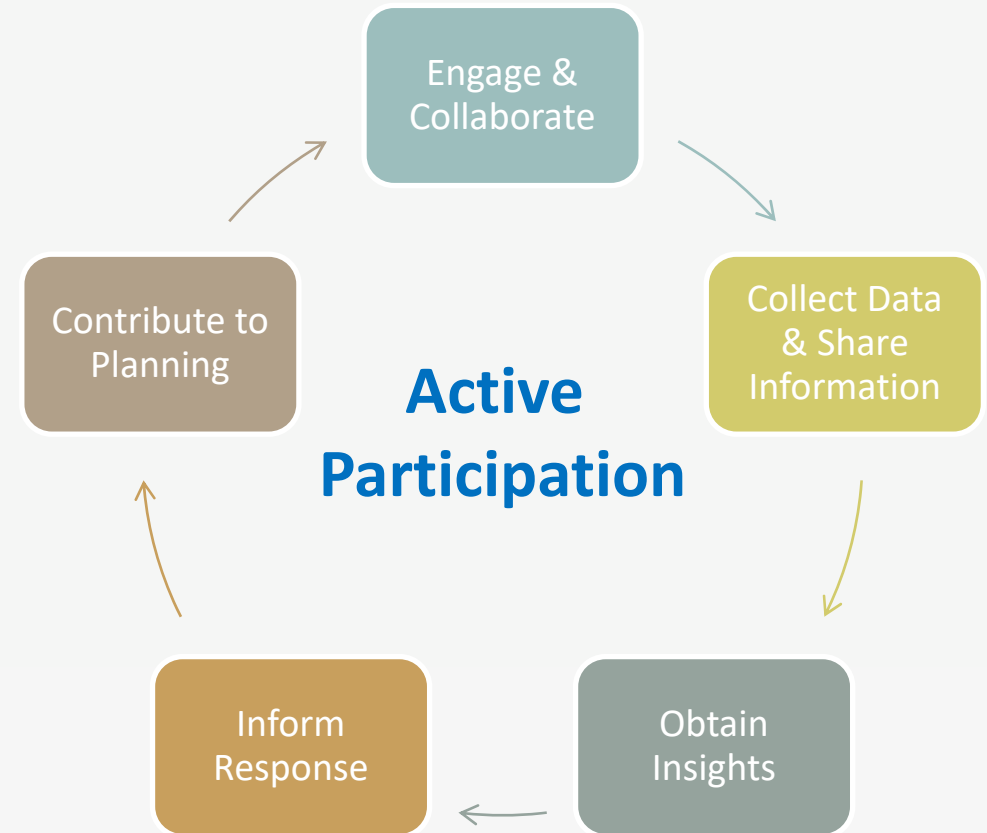 Engage &
Collaborate
Collect Data
& Share
Information
Obtain
Insights
Inform
Response
Contribute to
Planning
Active
Participation